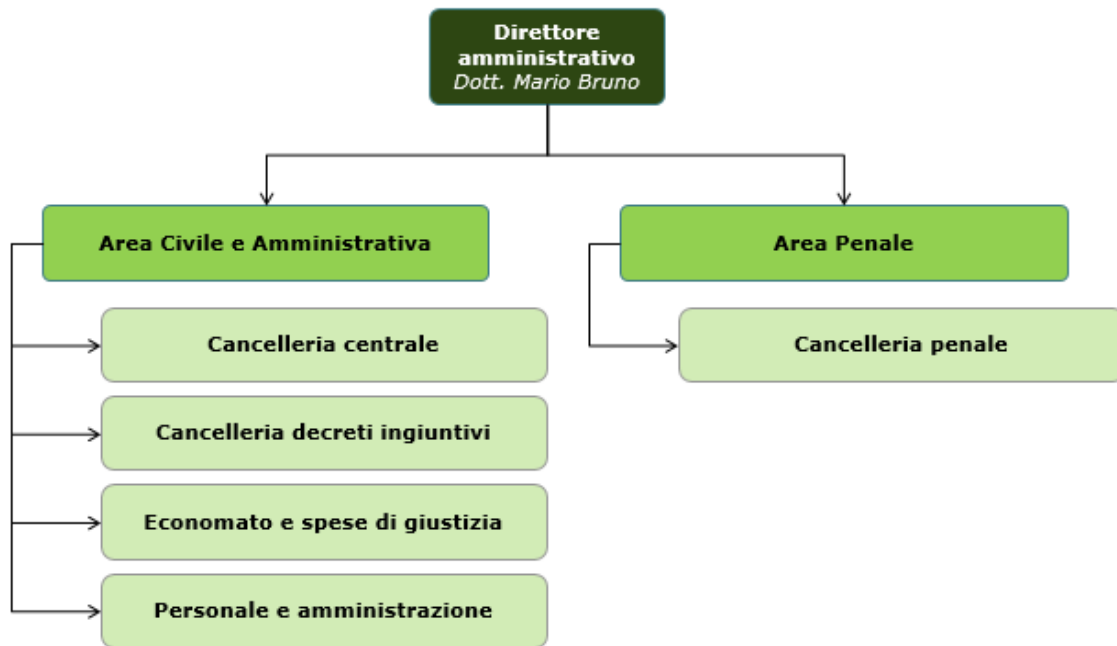 Direttore
amministrativo
Dott. Mario Bruno
Area Civile e Amministrativa
Area Penale
Cancelleria centrale
Cancelleria penale
Cancelleria decreti ingiuntivi
Economato e spese di giustizia
Personale e amministrazione